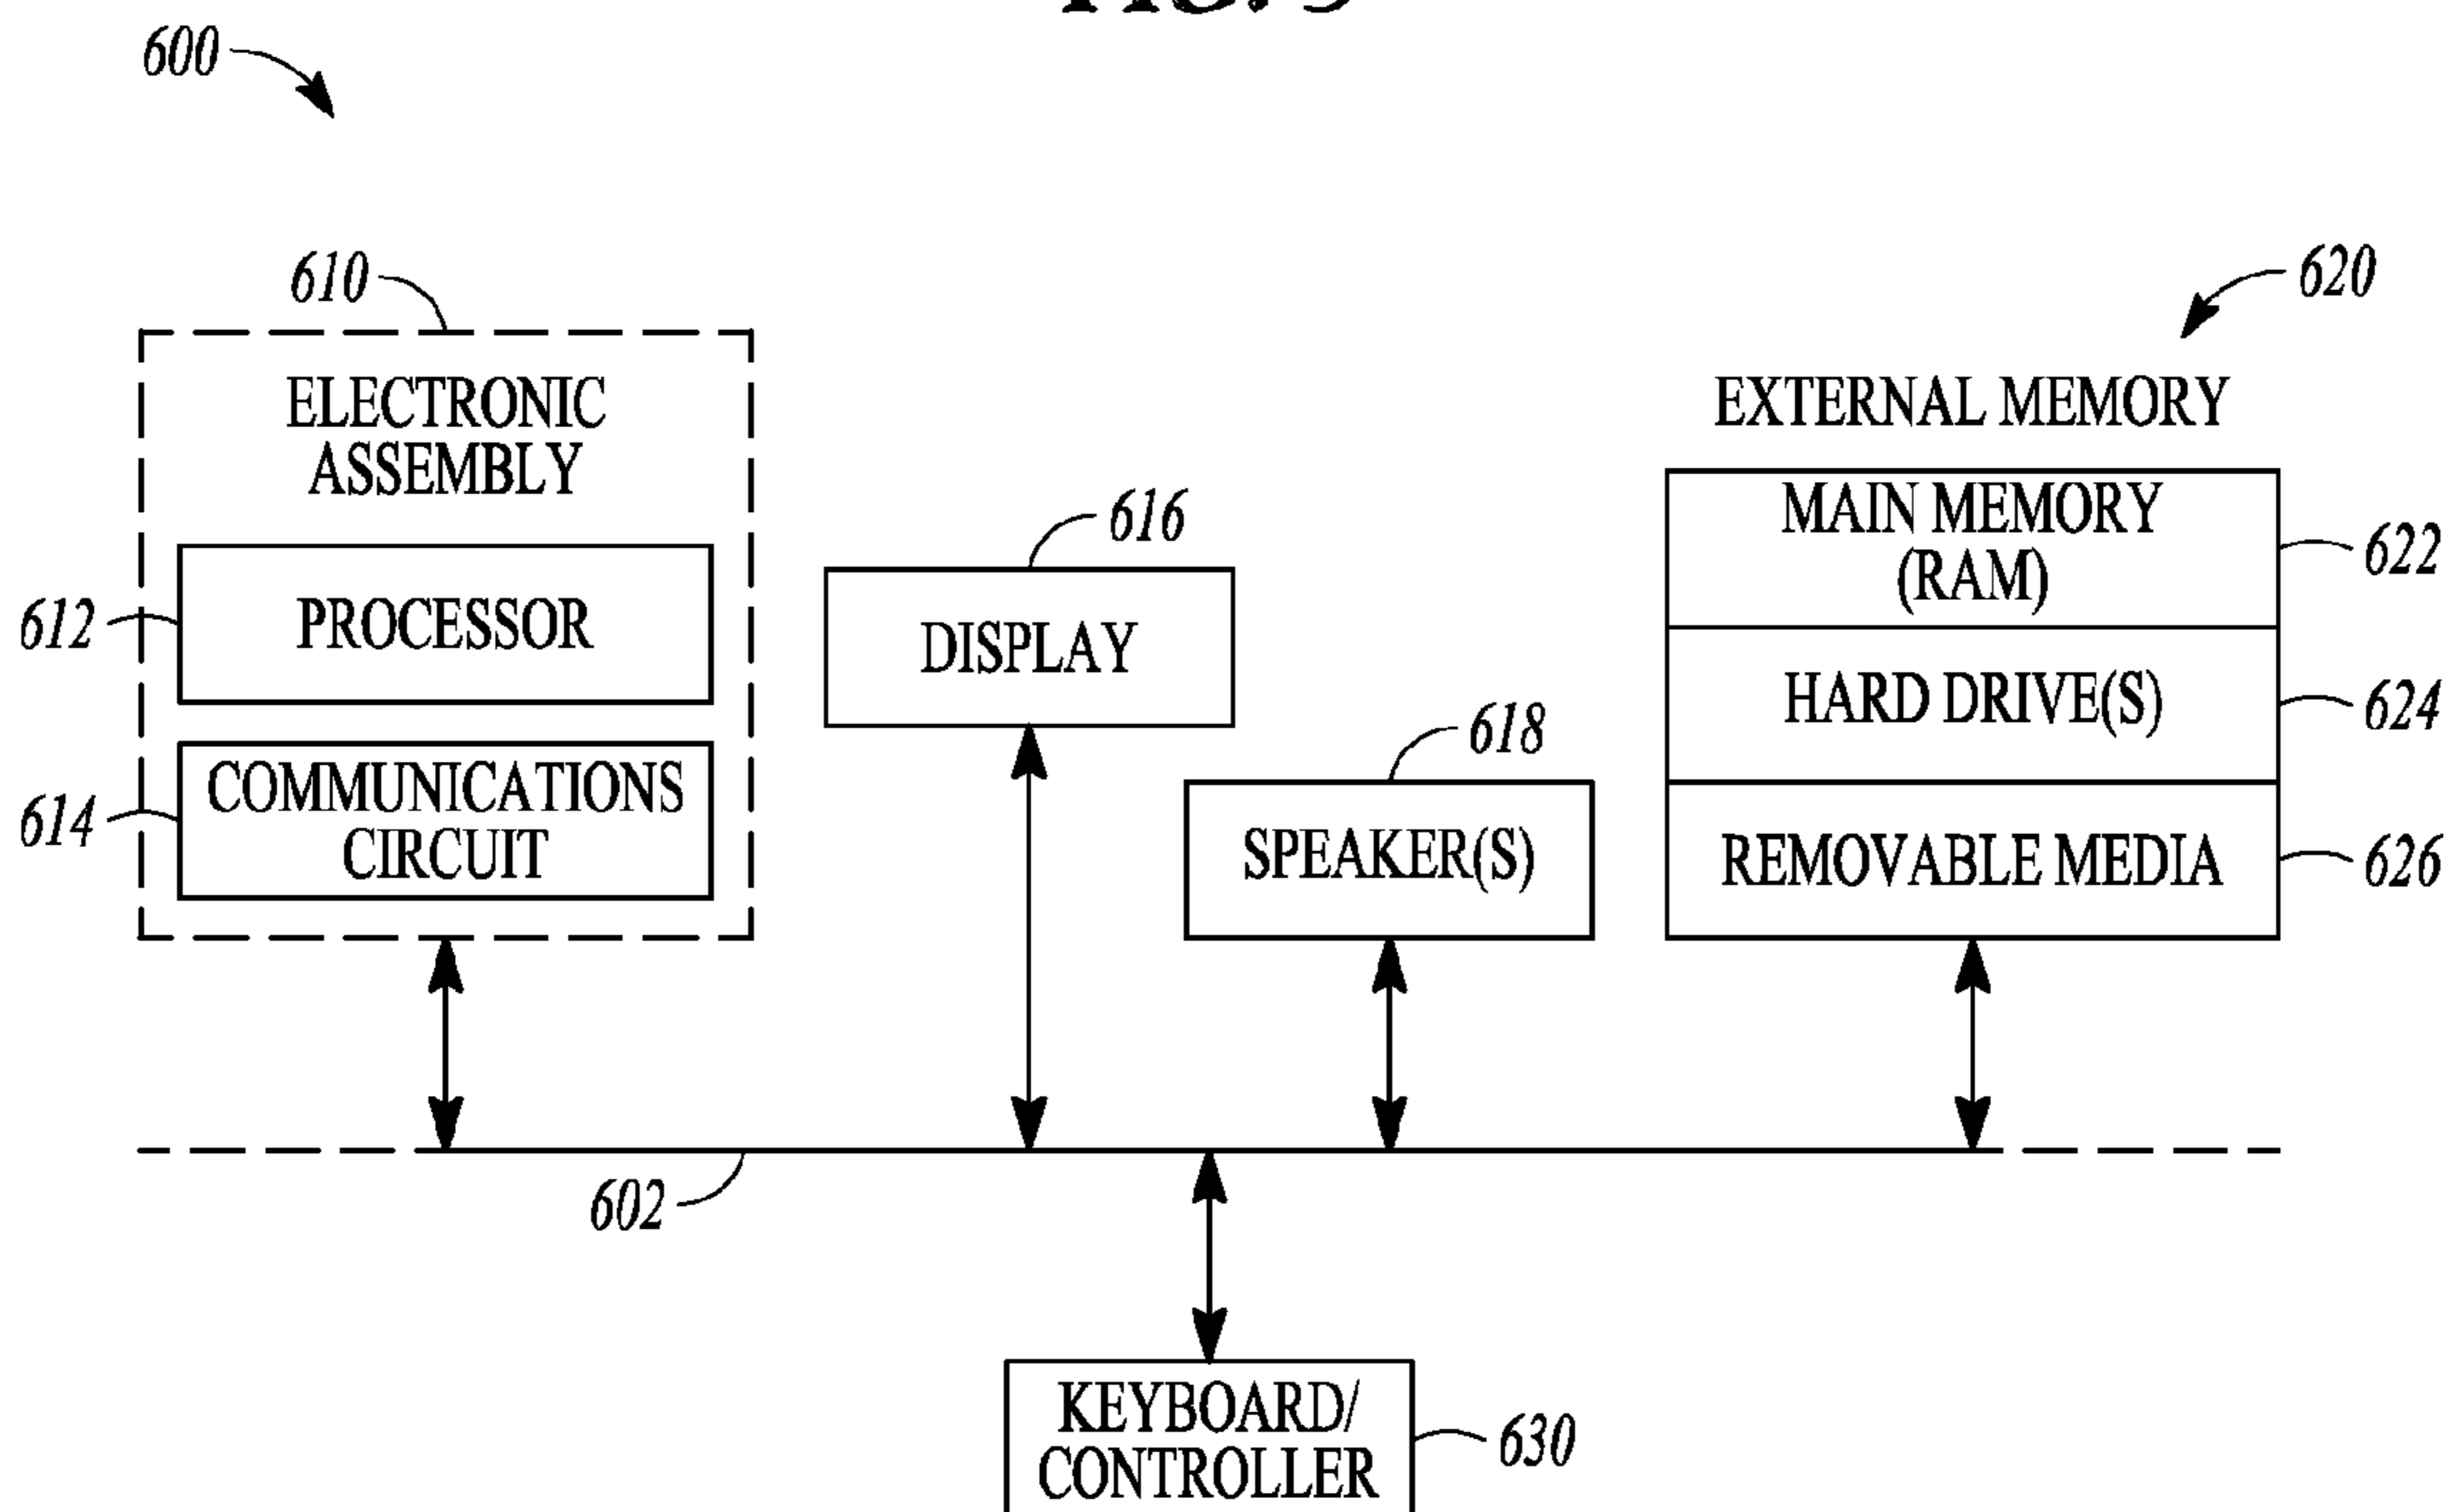 600
610
620
ELECTRONIC
ASSEMBLY
EXTERNAL MEMORY
616
MAIN MEMORY
(RAM)
622
612
PROCESSOR
DISPLAY
HARD DRIVE(S)
624
618
614
COMMUNICATIONS
CIRCUIT
SPEAKER(S)
REMOVABLE MEDIA
626
602
KEYBOARD/
CONTROLLER
630